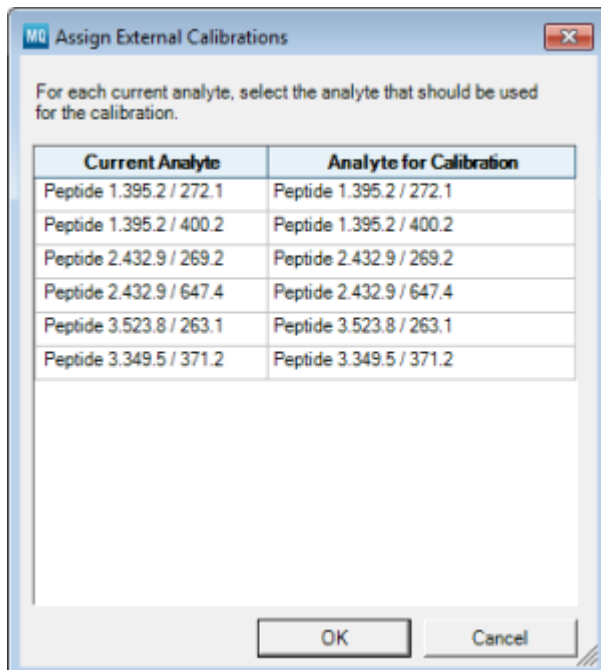 MQ Assign External Calibrations
For each current analyte, select the analyte that should be used
for the calibration.
Current Analyte Analyte for Calibration
Peptide 1.395.2 / 272.1 Peptide 1.395.2 / 272.1
Peptide 1.395.2 / 400.2 Peptide 1.395.2 / 400.2
Peptide 2.432.9 / 269.2 Peptide 2.432.9 / 269.2
Peptide 2.432.9 / 647.4 Peptide 2.432.9 / 647.4
Peptide 3.523.8 / 263.1 Peptide 3.523.8 / 263.1
Peptide 3.349.5 / 371.2 Peptide 3.349.5 / 371.2
OK Cancel